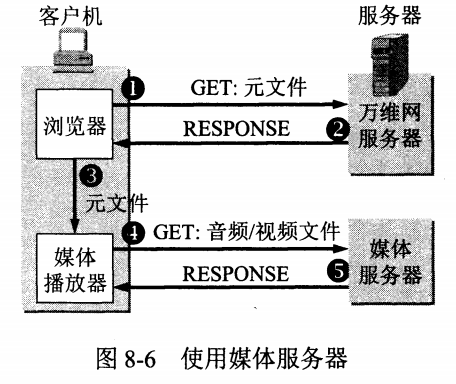 客户机
服务器
❶
GET: 元文件
浏览器
RESPONSE
❷
万维网
服务器
❸
元文件
❹
GET: 音频/视频文件
媒体
播放器
RESPONSE
❺
媒体
服务器
图 8-6 使用媒体服务器